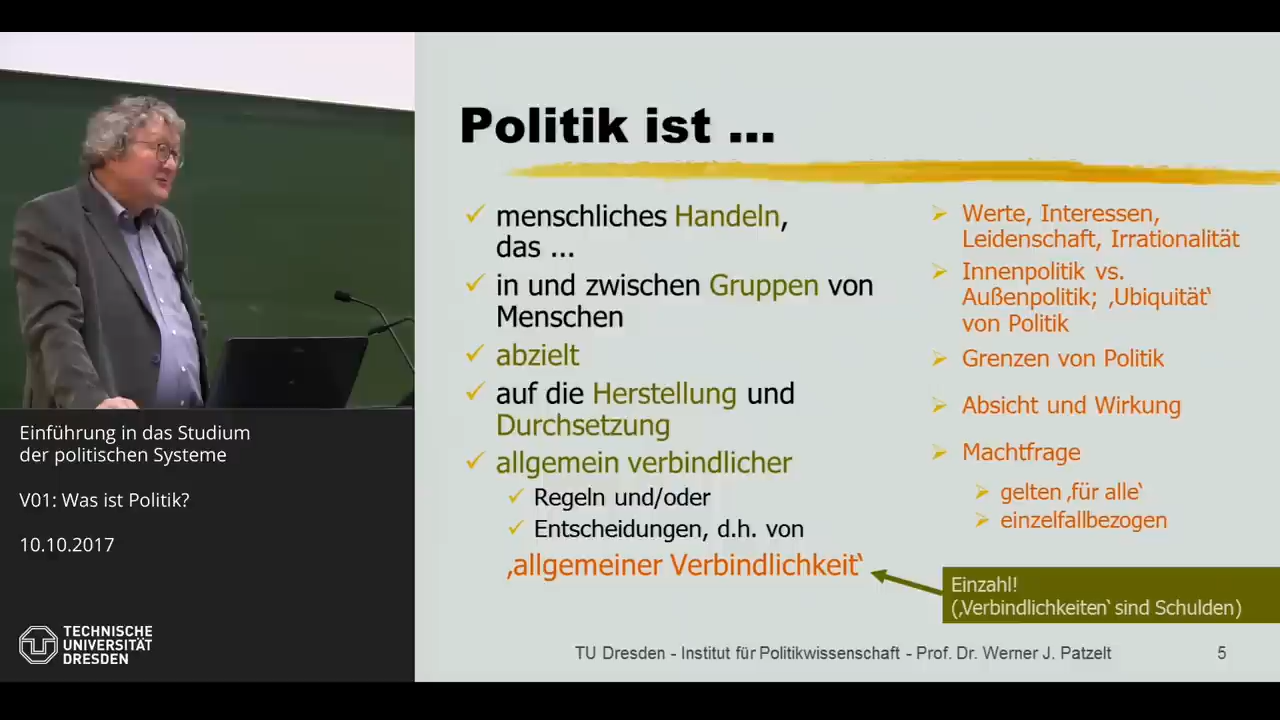 Politik ist ...
menschliches Handeln,
das ...
in und zwischen Gruppen von
Menschen
abzielt
auf die Herstellung und
Durchsetzung
allgemein verbindlicher
Regeln und/oder
Entscheidungen, d.h. von
‚allgemeiner Verbindlichkeit‘
Werte, Interessen,
Leidenschaft, Irrationalität
Innenpolitik vs.
Außenpolitik; ‚Ubiquität‘
von Politik
Grenzen von Politik
Absicht und Wirkung
Machtfrage
gelten ‚für alle‘
einzelfallbezogen
Einzahl!
(‚Verbindlichkeiten‘ sind Schulden)
TU Dresden - Institut für Politikwissenschaft - Prof. Dr. Werner J. Patzelt
5
Einführung in das Studium
der politischen Systeme
V01: Was ist Politik?
10.10.2017
TECHNISCHE
UNIVERSITÄT
DRESDEN